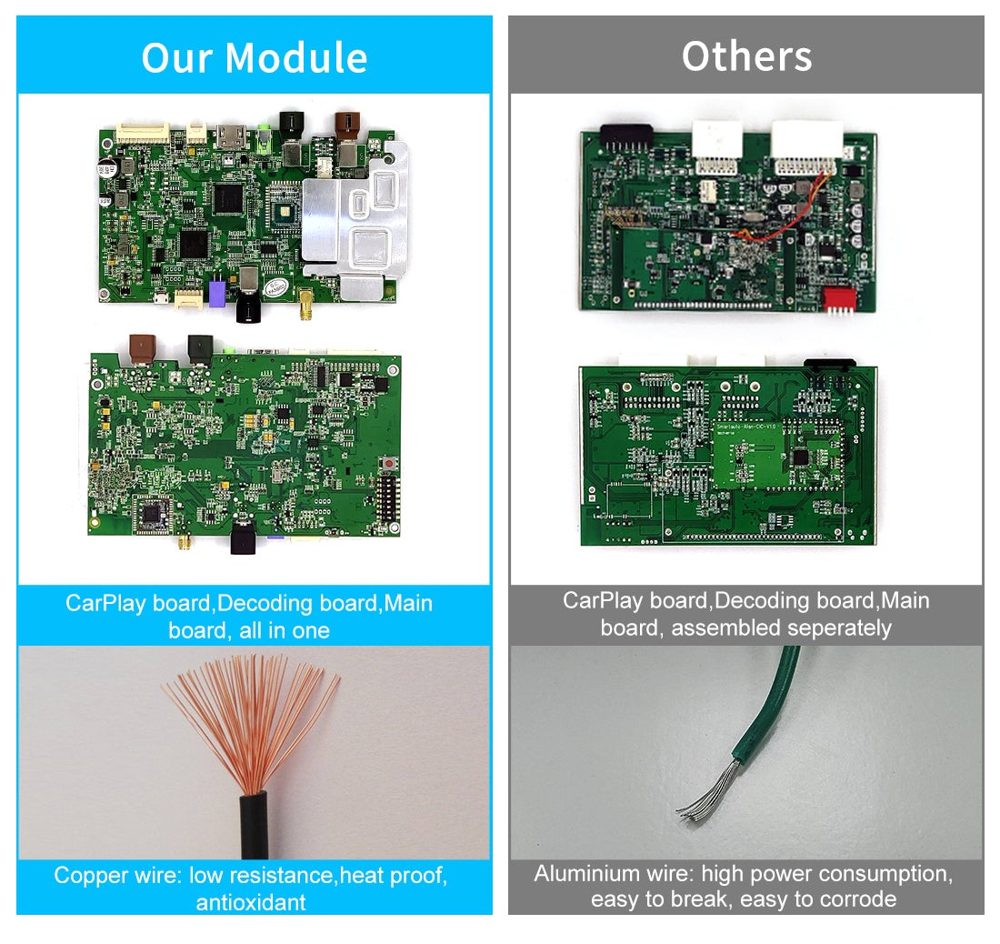 Our Module
Others
CarPlay board,Decoding board,Main
board, all in one
CarPlay board,Decoding board,Main
board, assembled seperately
Copper wire: low resistance,heat proof,
antioxidant
Aluminium wire: high power consumption,
easy to break, easy to corrode